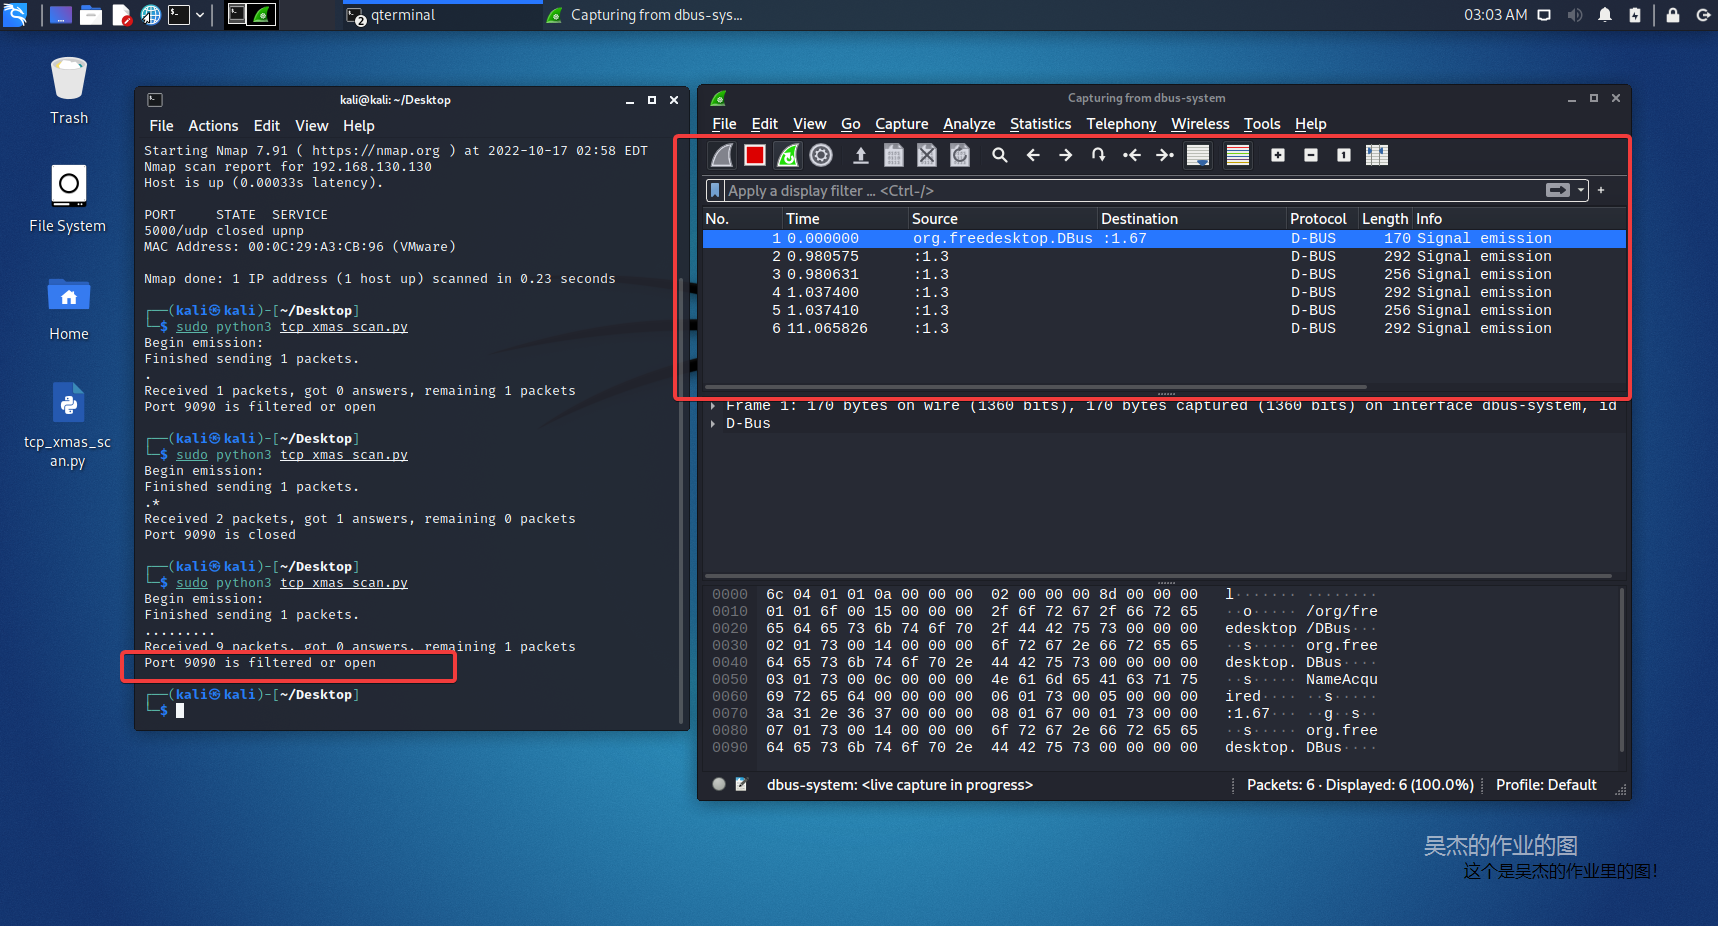 qterminal
Capturing from dbus-sys...
03:03 AM
Trash
File System
Home
tcp_xmas_sc
an.py
kali@kali: ~/Desktop
File Actions Edit View Help
Starting Nmap 7.91 ( https://nmap.org ) at 2022-10-17 02:58 EDT
Nmap scan report for 192.168.130.130
Host is up (0.00033s latency).
PORT STATE SERVICE
5000/udp closed upnp
MAC Address: 00:0C:29:A3:CB:96 (VMware)
Nmap done: 1 IP address (1 host up) scanned in 0.23 seconds
┌──(kali㉿kali)-[~/Desktop]
└─$ sudo python3 tcp_xmas_scan.py
Begin emission:
Finished sending 1 packets.
.
Received 1 packets, got 0 answers, remaining 1 packets
Port 9090 is filtered or open
┌──(kali㉿kali)-[~/Desktop]
└─$ sudo python3 tcp_xmas_scan.py
Begin emission:
Finished sending 1 packets.
.*
Received 2 packets, got 1 answers, remaining 0 packets
Port 9090 is closed
┌──(kali㉿kali)-[~/Desktop]
└─$ sudo python3 tcp_xmas_scan.py
Begin emission:
Finished sending 1 packets.
.........
Received 9 packets, got 0 answers, remaining 1 packets
Port 9090 is filtered or open
┌──(kali㉿kali)-[~/Desktop]
└─$
Capturing from dbus-system
File Edit View Go Capture Analyze Statistics Telephony Wireless Tools Help
Apply a display filter ... <Ctrl-/>
No. Time Source Destination Protocol Length Info
1 0.000000 org.freedesktop.DBus :1.67 D-BUS 170 Signal emission
2 0.980575 :1.3 D-BUS 292 Signal emission
3 0.980631 :1.3 D-BUS 256 Signal emission
4 1.037400 :1.3 D-BUS 292 Signal emission
5 1.037410 :1.3 D-BUS 256 Signal emission
6 11.065826 :1.3 D-BUS 292 Signal emission
Frame 1: 170 bytes on wire (1360 bits), 170 bytes captured (1360 bits) on interface dbus-system, id
D-Bus
0000 6c 04 01 01 0a 00 00 00 02 00 00 00 8d 00 00 00 l······· ········
0010 01 01 6f 00 15 00 00 00 2f 6f 72 67 2f 66 72 65 ··o····· /org/fre
0020 65 64 65 73 6b 74 6f 70 2f 44 42 75 73 00 00 00 edesktop /DBus···
0030 02 01 73 00 14 00 00 00 6f 72 67 2e 66 72 65 65 ··s····· org.free
0040 64 65 73 6b 74 6f 70 2e 44 42 75 73 00 00 00 00 desktop. DBus····
0050 03 01 73 00 0c 00 00 00 4e 61 6d 65 41 63 71 75 ··s····· NameAcqu
0060 69 72 65 64 00 00 00 00 06 01 73 00 05 00 00 00 ired···· ··s·····
0070 3a 31 2e 36 37 00 00 00 08 01 67 00 01 73 00 00 :1.67··· ··g··s··
0080 07 01 73 00 14 00 00 00 6f 72 67 2e 66 72 65 65 ··s····· org.free
0090 64 65 73 6b 74 6f 70 2e 44 42 75 73 00 00 00 00 desktop. DBus····
dbus-system: <live capture in progress> Packets: 6 · Displayed: 6 (100.0%) Profile: Default
吴杰的作业的图
这个是吴杰的作业里的图！